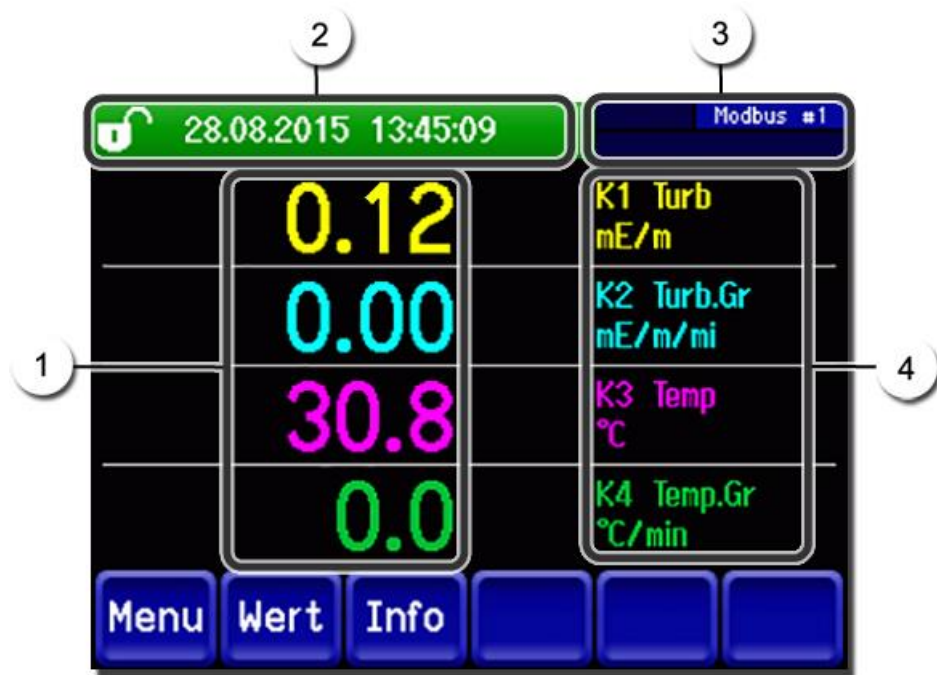 2
3
28.08.2015 13:45:09
Modbus #1
0.12
K1 Turb
mE/m
0.00
K2 Turb.Gr
mE/m/mi
1
30.8
K3 Temp
°C
4
0.0
K4 Temp.Gr
°C/min
Menu
Wert
Info